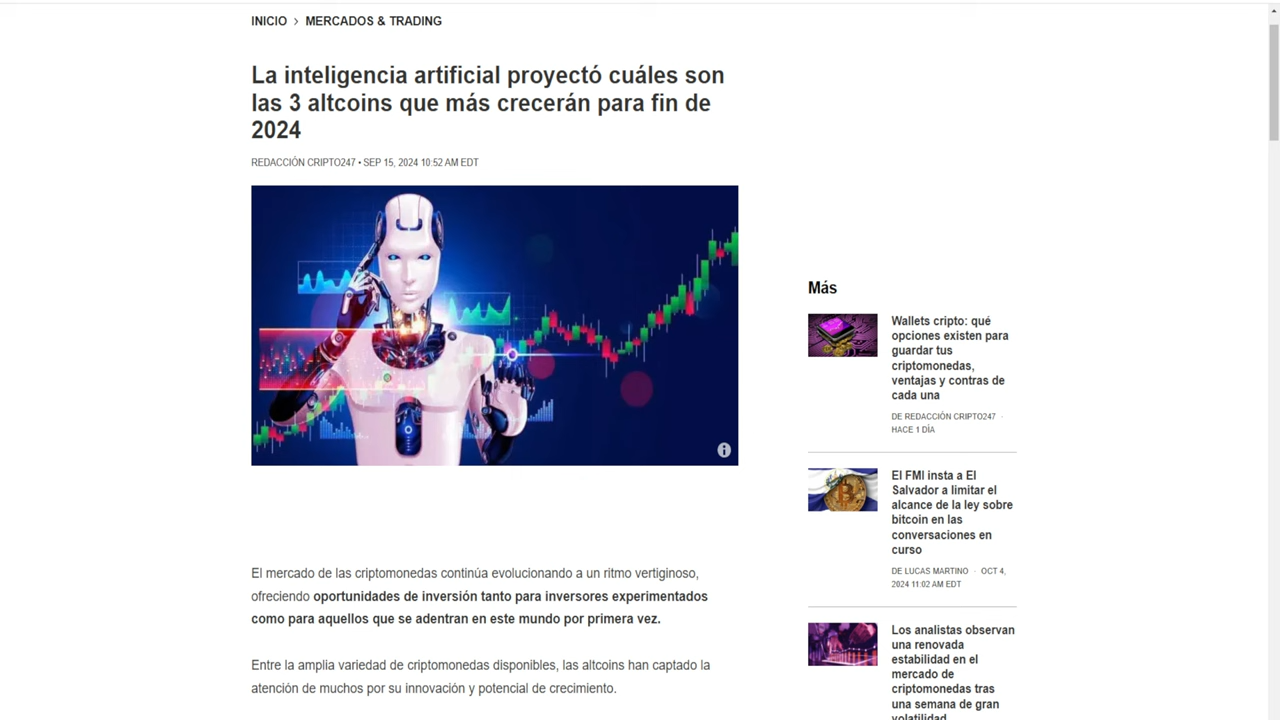 INICIO > MERCADOS & TRADING
La inteligencia artificial proyectó cuáles son
las 3 altcoins que más crecerán para fin de
2024
REDACCIÓN CRIPTO247 • SEP 15, 2024 10:52 AM EDT
El mercado de las criptomonedas continúa evolucionando a un ritmo vertiginoso,
ofreciendo oportunidades de inversión tanto para inversores experimentados
como para aquellos que se adentran en este mundo por primera vez.
Entre la amplia variedad de criptomonedas disponibles, las altcoins han captado la
atención de muchos por su innovación y potencial de crecimiento.
Más
Wallets cripto: qué
opciones existen para
guardar tus
criptomonedas,
ventajas y contras de
cada una
DE REDACCIÓN CRIPTO247 ·
HACE 1 DÍA
El FMI insta a El
Salvador a limitar el
alcance de la ley sobre
bitcoin en las
conversaciones en
curso
DE LUCAS MARTINO · OCT 4,
2024 11:02 AM EDT
Los analistas observan
una renovada
estabilidad en el
mercado de
criptomonedas tras
una semana de gran
volatilidad